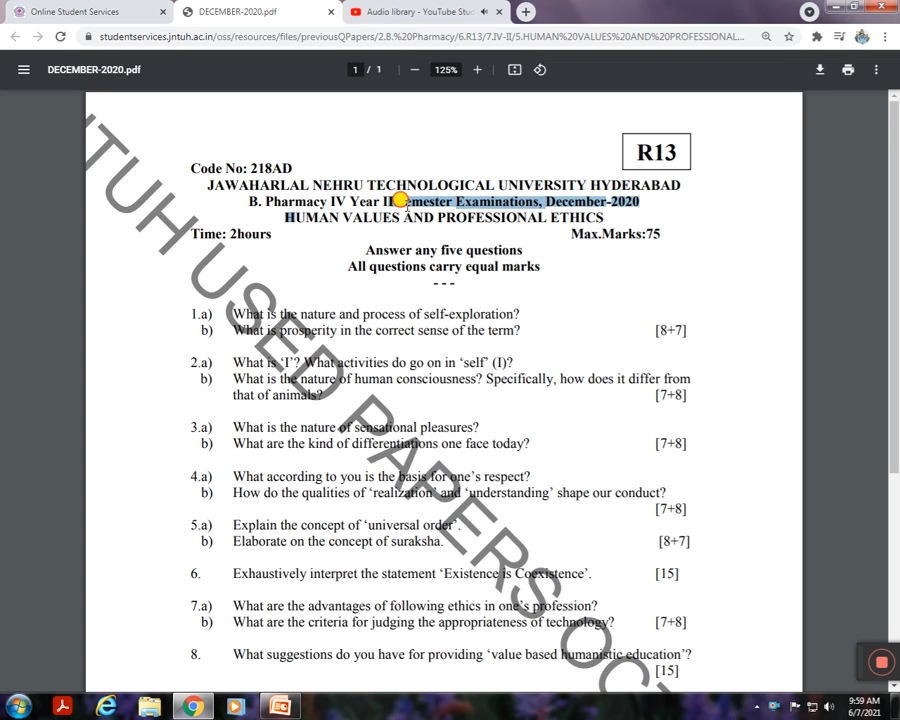 Online Student Services
DECEMBER-2020.pdf
Audio library - YouTube Stu
studentservices.jntuh.ac.in/oss/resources/files/previousQPapers/2.B.%20Pharmacy/6.R13/7.IV-II/5.HUMAN%20VALUES%20AND%20PROFESSIONAL...
DECEMBER-2020.pdf
1 / 1
125%
R13
Code No: 218AD
JAWAHARLAL NEHRU TECHNOLOGICAL UNIVERSITY HYDERABAD
B. Pharmacy IV Year II Semester Examinations, December-2020
HUMAN VALUES AND PROFESSIONAL ETHICS
Time: 2hours Max.Marks:75
Answer any five questions
All questions carry equal marks
- - -
1.a) What is the nature and process of self-exploration?
b) What is prosperity in the correct sense of the term? [8+7]
2.a) What is ‘I’? What activities do go on in ‘self’ (I)?
b) What is the nature of human consciousness? Specifically, how does it differ from
that of animals? [7+8]
3.a) What is the nature of sensational pleasures?
b) What are the kind of differentiations one face today? [7+8]
4.a) What according to you is the basis for one’s respect?
b) How do the qualities of ‘realization’ and ‘understanding’ shape our conduct?
[7+8]
5.a) Explain the concept of ‘universal order’.
b) Elaborate on the concept of suraksha. [8+7]
6. Exhaustively interpret the statement ‘Existence is Coexistence’. [15]
7.a) What are the advantages of following ethics in one’s profession?
b) What are the criteria for judging the appropriateness of technology? [7+8]
8. What suggestions do you have for providing ‘value based humanistic education’?
[15]
TUH USED PAPERS OCT
9:59 AM
6/7/2021